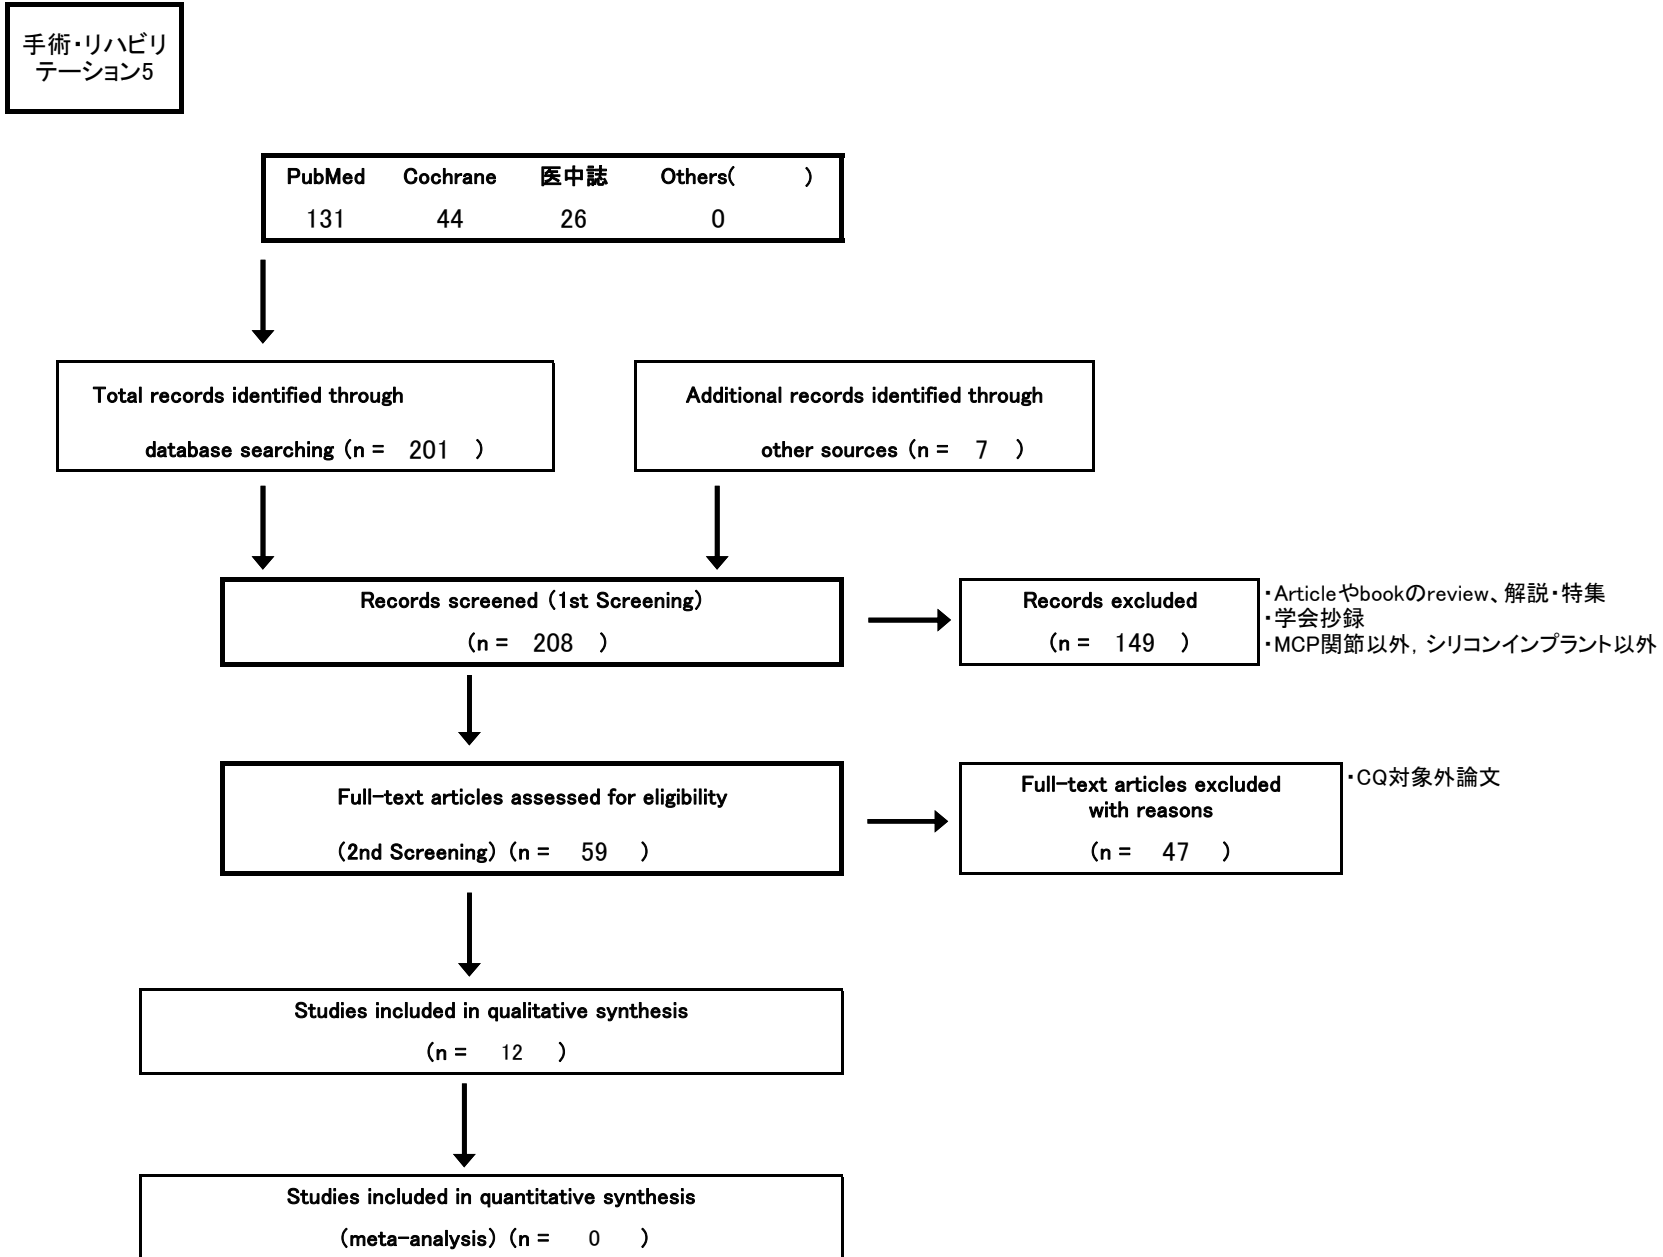 手術・リハビリ
テーション5
PubMed Cochrane 医中誌 Others( )
131 44 26 0
Total records identified through
database searching (n = 201 )
Additional records identified through
other sources (n = 7 )
Records screened (1st Screening)
(n = 208 )
Records excluded
(n = 149 )
・Articleやbookのreview、解説・特集
・学会抄録
・MCP関節以外, シリコンインプラント以外
Full-text articles assessed for eligibility
(2nd Screening) (n = 59 )
Full-text articles excluded
with reasons
(n = 47 )
・CQ対象外論文
Studies included in qualitative synthesis
(n = 12 )
Studies included in quantitative synthesis
(meta-analysis) (n = 0 )